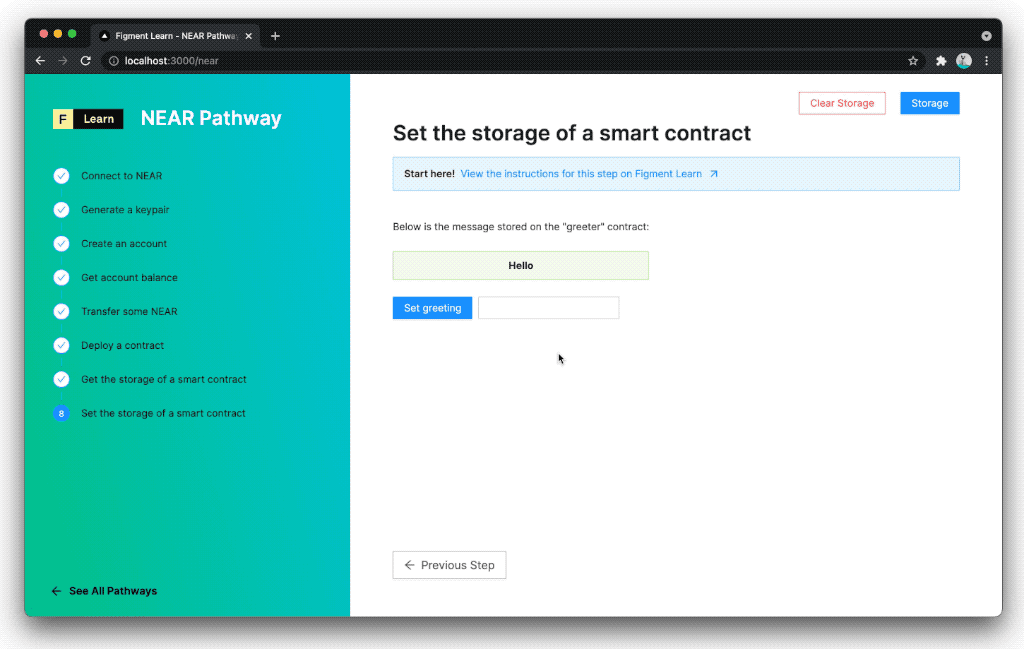 Figment Learn - NEAR Pathwa
localhost:3000/near
F Learn NEAR Pathway
Connect to NEAR
Generate a keypair
Create an account
Get account balance
Transfer some NEAR
Deploy a contract
Get the storage of a smart contract
8 Set the storage of a smart contract
See All Pathways
Clear Storage Storage
Set the storage of a smart contract
Start here! View the instructions for this step on Figment Learn
Below is the message stored on the "greeter" contract:
Hello
Set greeting
Previous Step